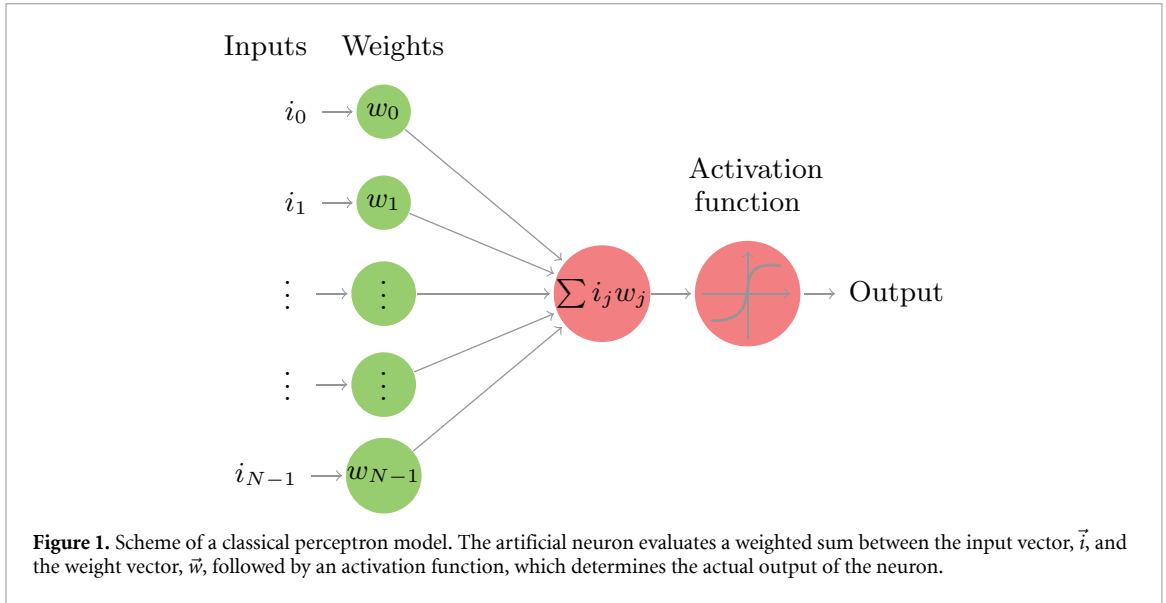 Inputs Weights
i₀ w₀
i₁ w₁
Activation
function
⋮ ⋮ ∑ iⱼwⱼ Output
⋮ ⋮
i_{N−1} w_{N−1}
Figure 1. Scheme of a classical perceptron model. The artificial neuron evaluates a weighted sum between the input vector, i⃗, and
the weight vector, w⃗, followed by an activation function, which determines the actual output of the neuron.